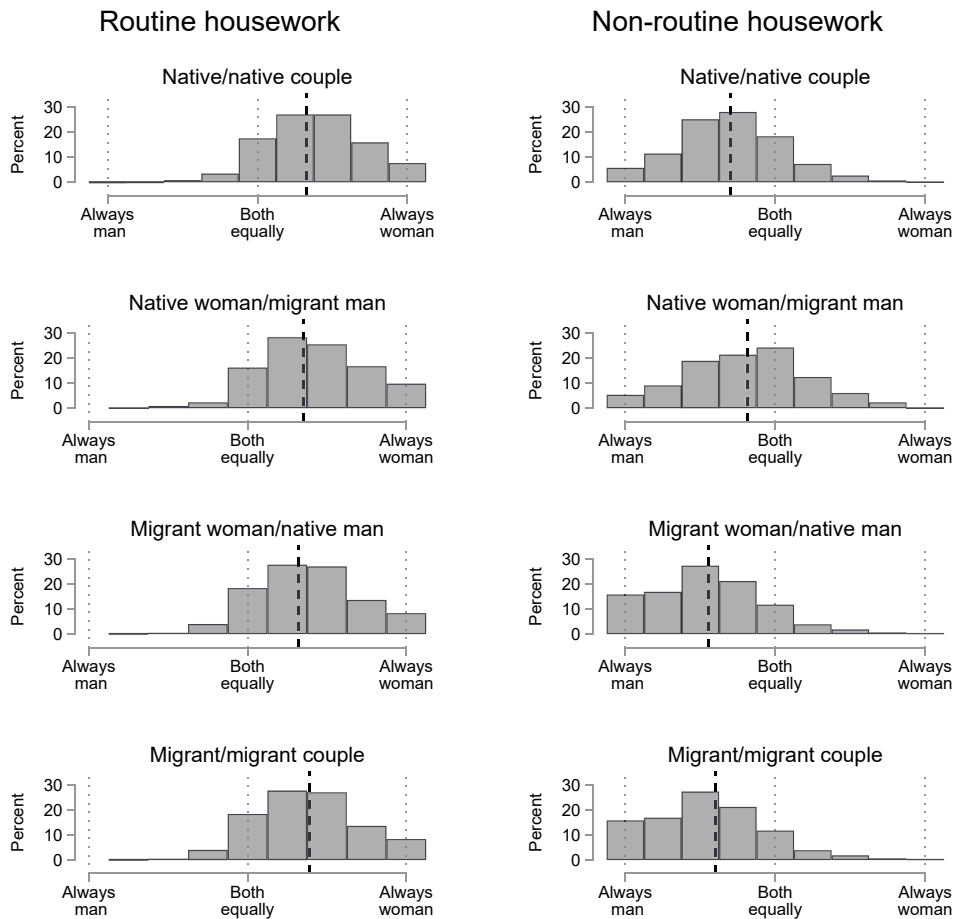 Routine housework
Non-routine housework
Native/native couple
Percent
30
20
10
0
Always man
Both equally
Always woman
Native/native couple
Percent
30
20
10
0
Always man
Both equally
Always woman
Native woman/migrant man
Percent
30
20
10
0
Always man
Both equally
Always woman
Native woman/migrant man
Percent
30
20
10
0
Always man
Both equally
Always woman
Migrant woman/native man
Percent
30
20
10
0
Always man
Both equally
Always woman
Migrant woman/native man
Percent
30
20
10
0
Always man
Both equally
Always woman
Migrant/migrant couple
Percent
30
20
10
0
Always man
Both equally
Always woman
Migrant/migrant couple
Percent
30
20
10
0
Always man
Both equally
Always woman